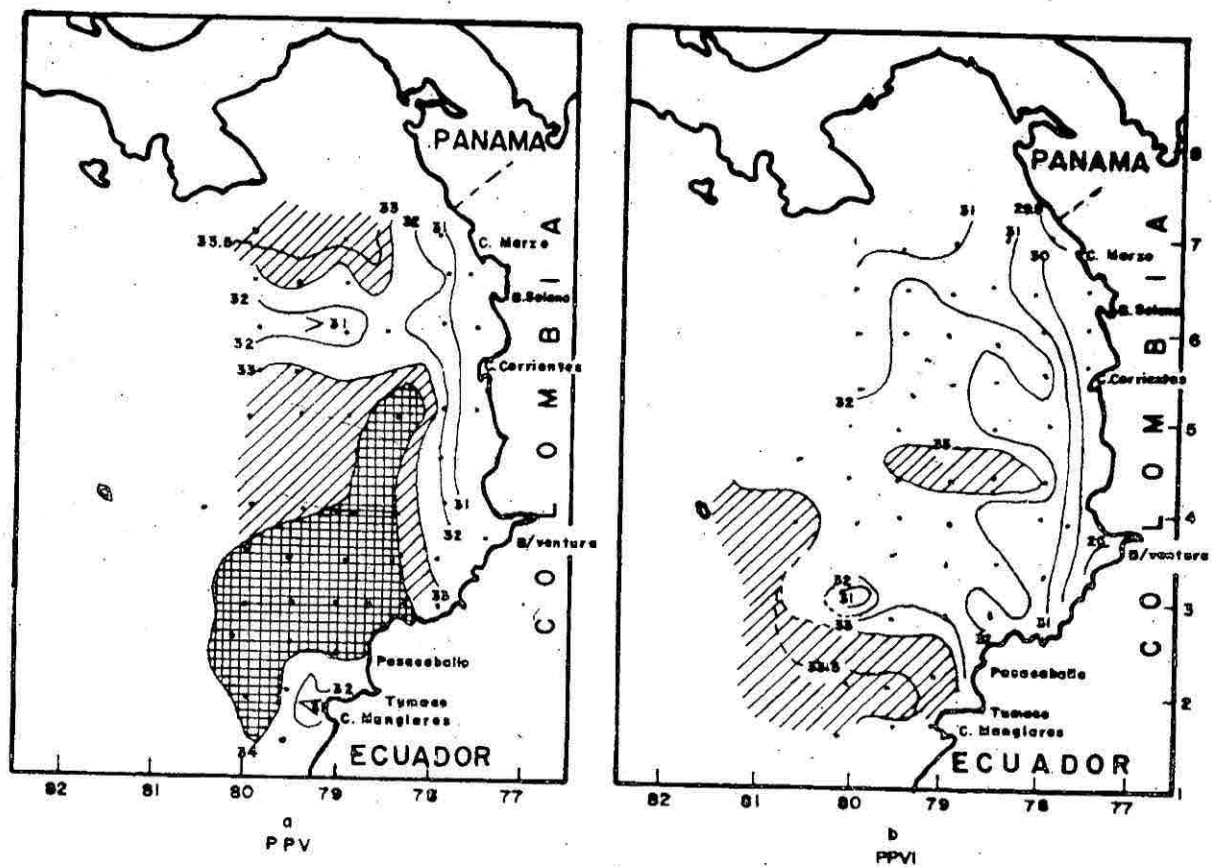 PANAMA
33
32
31
33.5
C. Marzo
32
31
B. Solano
32
33
C. Corrientes
COLOMBIA
31
32
B/ventura
33
Pasacaballo
32
Tumaco
C. Manglares
34
ECUADOR
82 81 80 79 78 77
a
PPV
PANAMA
8
31
29.5
31
30
7
C. Marzo
B. Solano
6
32
C. Corrientes
COLOMBIA
5
33
4
B/ventura
32
31
33
31
3
33.5
Tumaco
2
C. Manglares
ECUADOR
1
82 81 80 79 78 77
b
PPVI